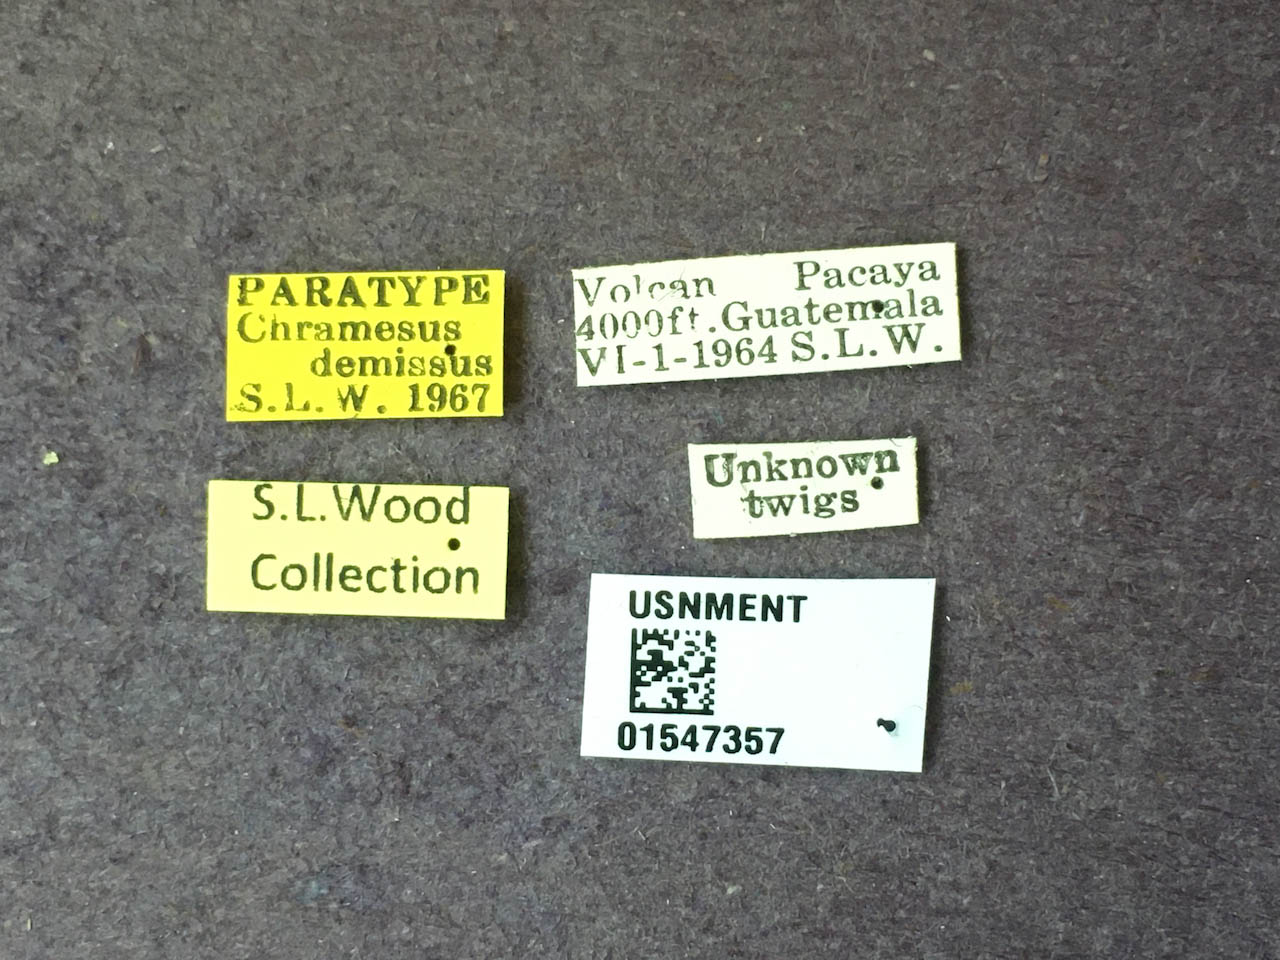 PARATYPE
Chramesus
demissus
S.L.W. 1967
Volcan Pacaya
4000ft. Guatemala
VI-1-1964 S.L.W.
S.L.Wood
Collection
Unknown
twigs
USNMENT
01547357